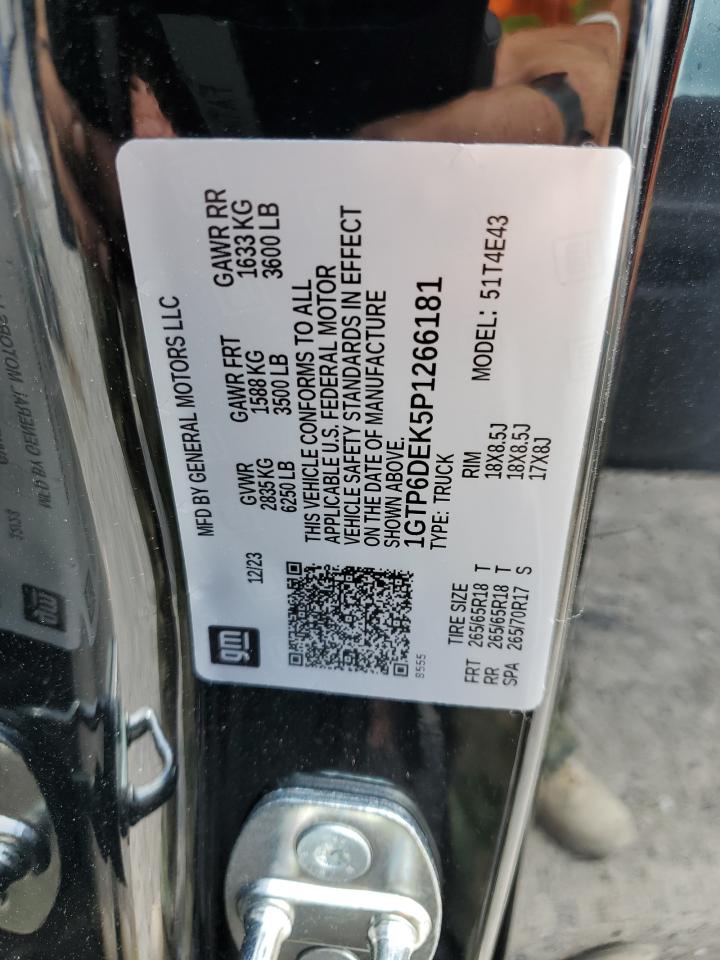 gm
MFD BY GENERAL MOTORS LLC
12/23
GVWR
2835 KG
6250 LB
GAWR FRT
1588 KG
3500 LB
GAWR RR
1633 KG
3600 LB
THIS VEHICLE CONFORMS TO ALL
APPLICABLE U.S. FEDERAL MOTOR
VEHICLE SAFETY STANDARDS IN EFFECT
ON THE DATE OF MANUFACTURE
SHOWN ABOVE.
1GTP6DEK5P1266181
TYPE: TRUCK
8555
MODEL: 51T4E43
TIRE SIZE RIM
FRT 265/65R18 T 18X8.5J
RR 265/65R18 T 18X8.5J
SPA 265/70R17 S 17X8J